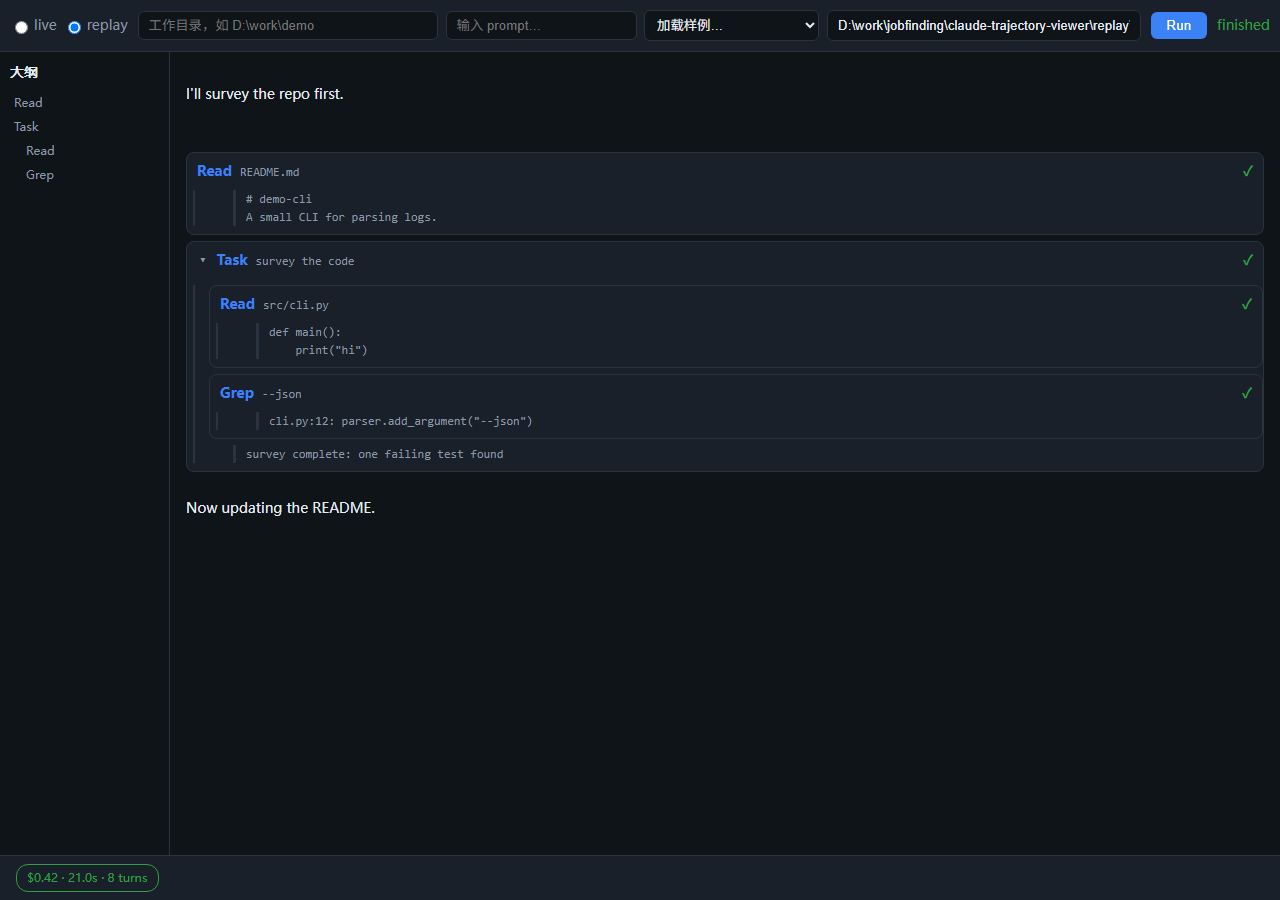 live replay 工作目录，如 D:\work\demo 输入 prompt... 加载样例... D:\work\jobfinding\claude-trajectory-viewer\replay Run finished
大纲
Read
Task
Read
Grep
I'll survey the repo first.
Read README.md ✓
# demo-cli
A small CLI for parsing logs.
▾ Task survey the code ✓
Read src/cli.py ✓
def main():
    print("hi")
Grep --json ✓
cli.py:12: parser.add_argument("--json")
survey complete: one failing test found
Now updating the README.
$0.42 · 21.0s · 8 turns